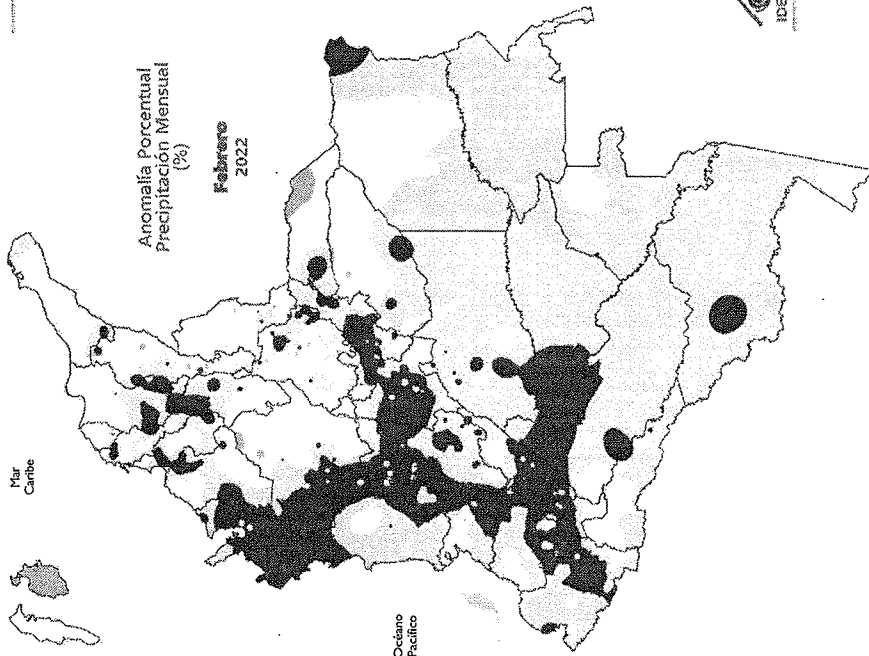 Mar
Caribe
Anomalía Porcentual
Precipitación Mensual
(%)
Febrero
2022
Océano
Pacífico